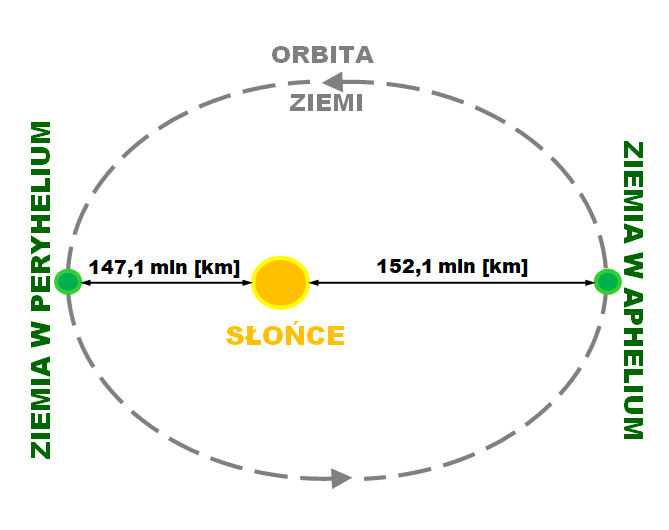 ORBITA
ZIEMI
ZIEMIA W PERYHELIUM
147,1 mln [km]
152,1 mln [km]
SŁOŃCE
ZIEMIA W APHELIUM